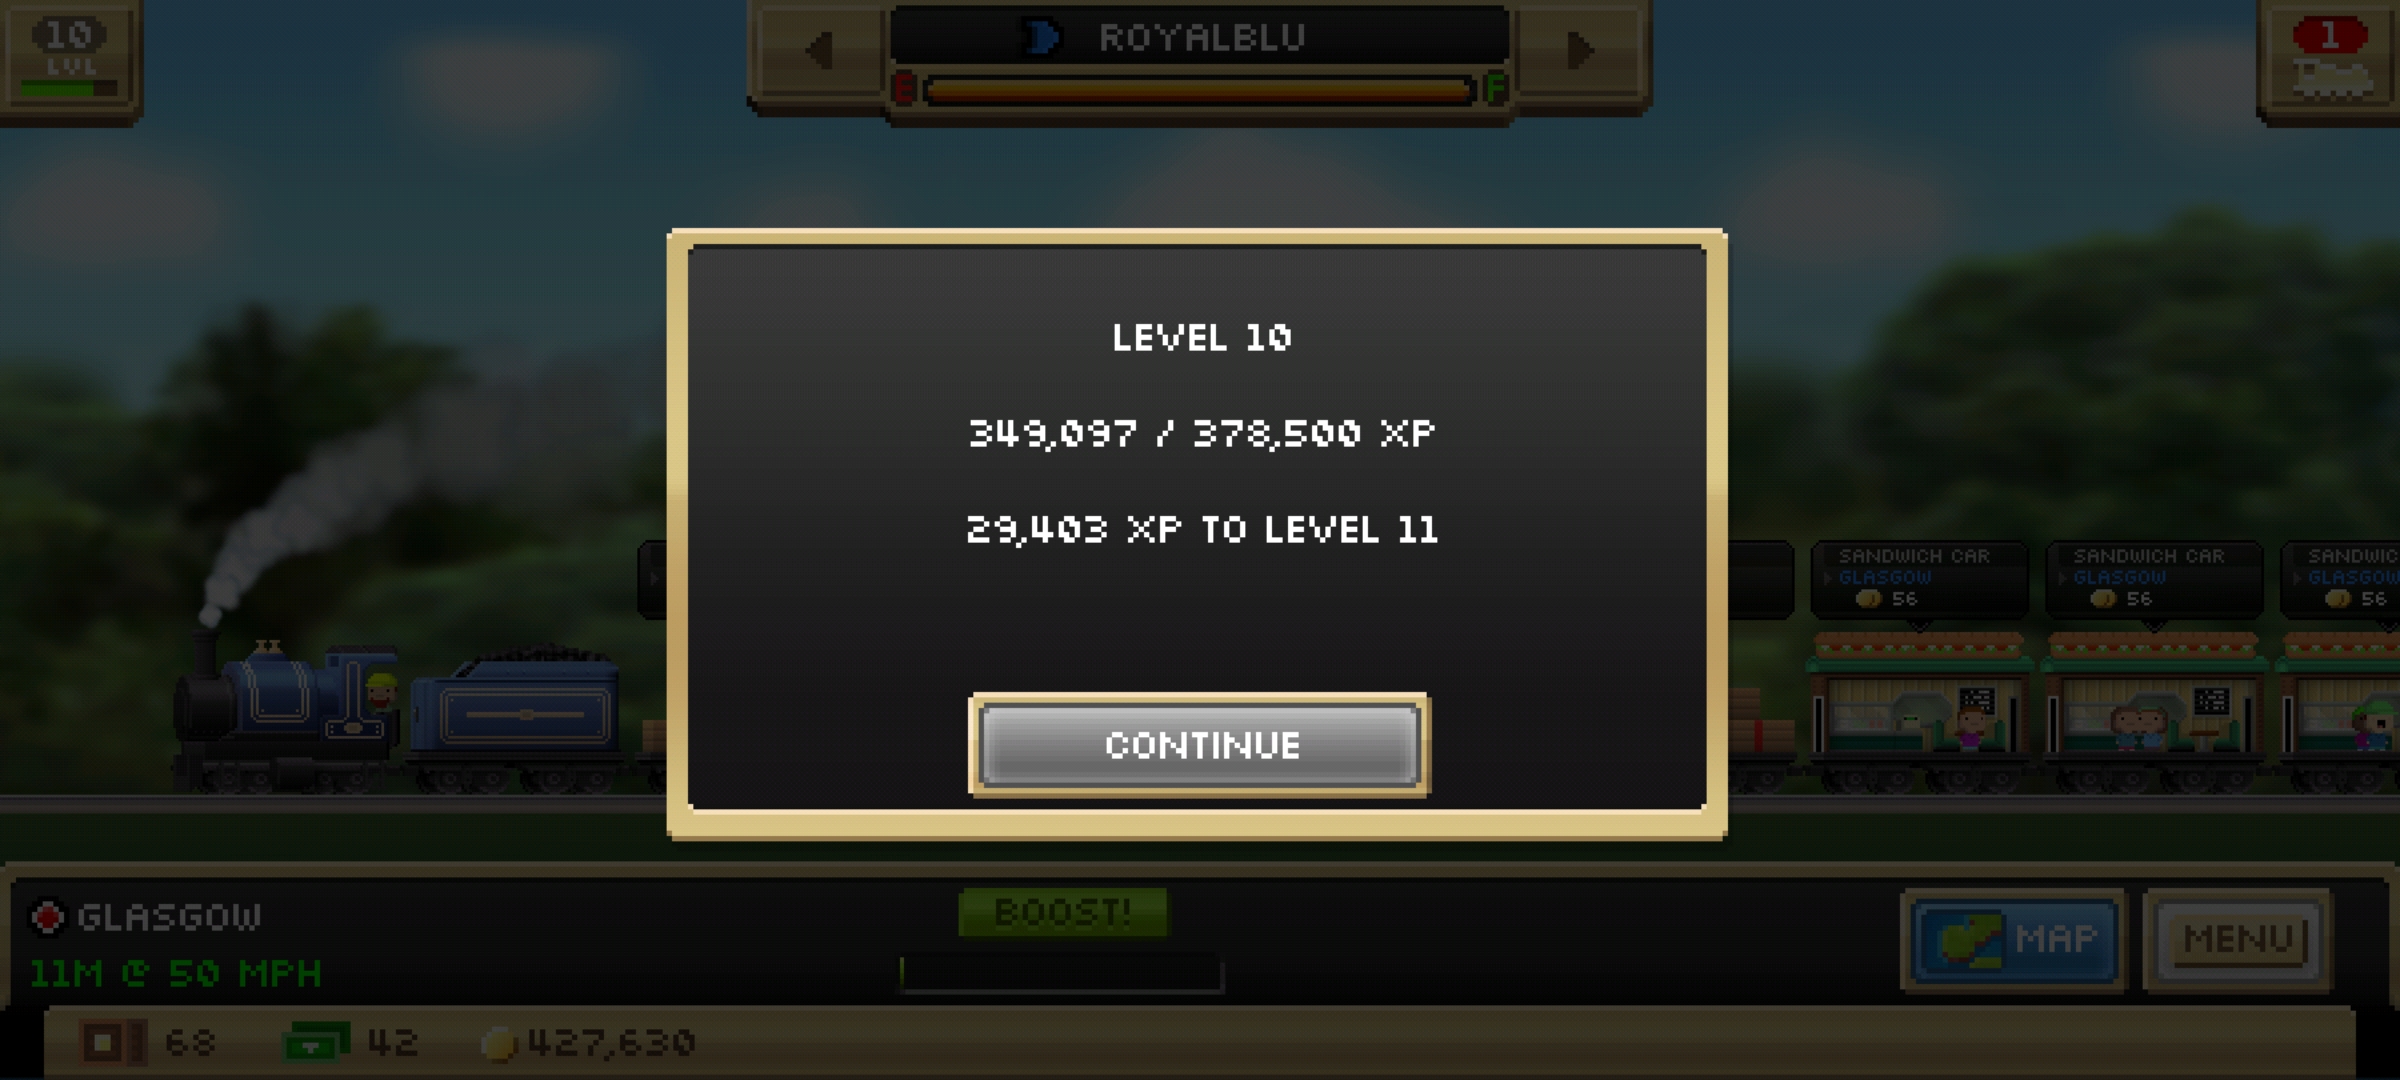 10
LVL
ROYALBLU
E F
1
LEVEL 10
349,097 / 378,500 XP
29,403 XP TO LEVEL 11
CONTINUE
SANDWICH CAR
GLASGOW
56
SANDWICH CAR
GLASGOW
56
SANDWIC
GLASGOW
56
GLASGOW
11M @ 50 MPH
BOOST!
MAP
MENU
68
42
427,630